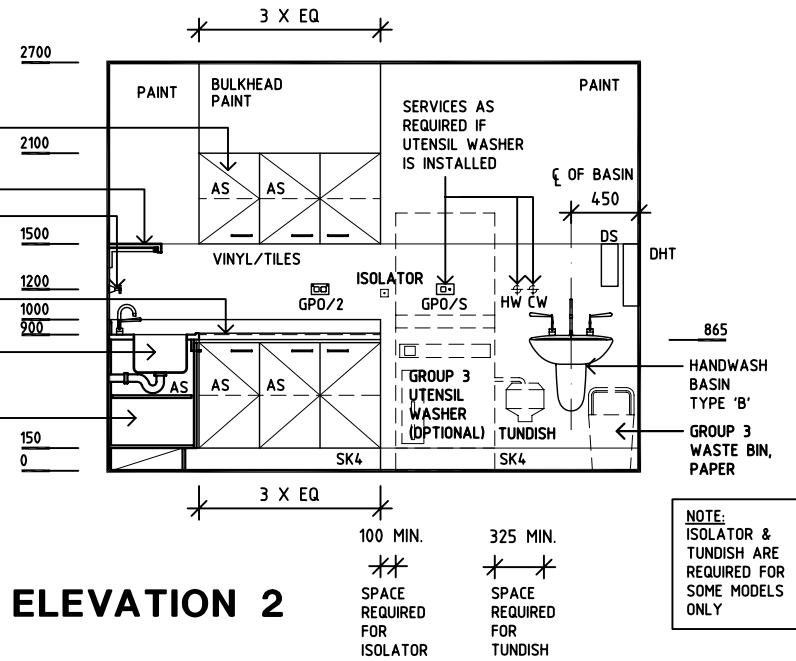 3 X EQ
2700
PAINT
BULKHEAD
PAINT
PAINT
SERVICES AS
REQUIRED IF
UTENSIL WASHER
IS INSTALLED
2100
℄ OF BASIN
450
AS
AS
1500
DS
DHT
VINYL/TILES
ISOLATOR
1200
GPO/2
GPO/S
HW CW
1000
900
865
HANDWASH
BASIN
TYPE 'B'
AS
AS
AS
GROUP 3
UTENSIL
WASHER
(OPTIONAL)
TUNDISH
GROUP 3
WASTE BIN,
PAPER
150
0
SK4
SK4
3 X EQ
100 MIN.
325 MIN.
SPACE
REQUIRED
FOR
ISOLATOR
SPACE
REQUIRED
FOR
TUNDISH
NOTE:
ISOLATOR &
TUNDISH ARE
REQUIRED FOR
SOME MODELS
ONLY
ELEVATION 2